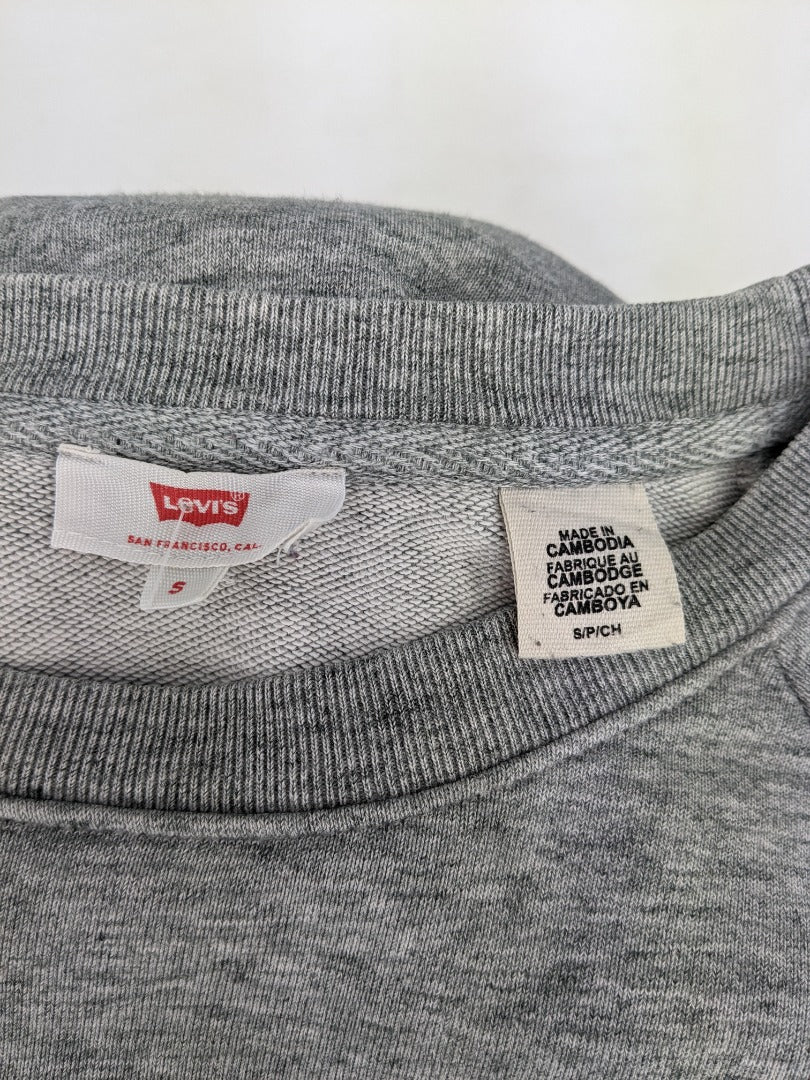 LEVI'S®
SAN FRANCISCO, CAL.
S
MADE IN
CAMBODIA
FABRIQUE AU
CAMBODGE
FABRICADO EN
CAMBOYA
S/P/CH